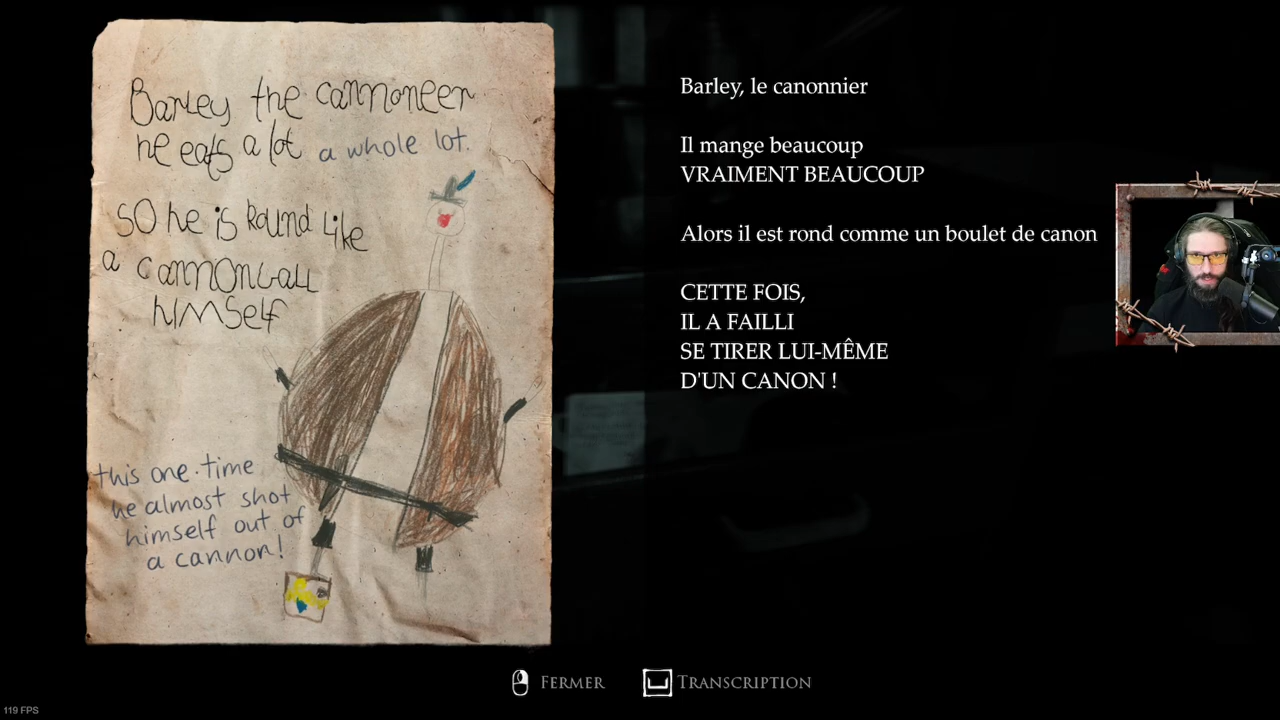 Barley the cannoneer
he eats a lot a whole lot.
so he is Round Like
a cannonball
himself
this one time
he almost shot
himself out of
a cannon!
Barley, le canonnier
Il mange beaucoup
VRAIMENT BEAUCOUP
Alors il est rond comme un boulet de canon
CETTE FOIS,
IL A FAILLI
SE TIRER LUI-MÊME
D'UN CANON !
FERMER
TRANSCRIPTION
119 FPS